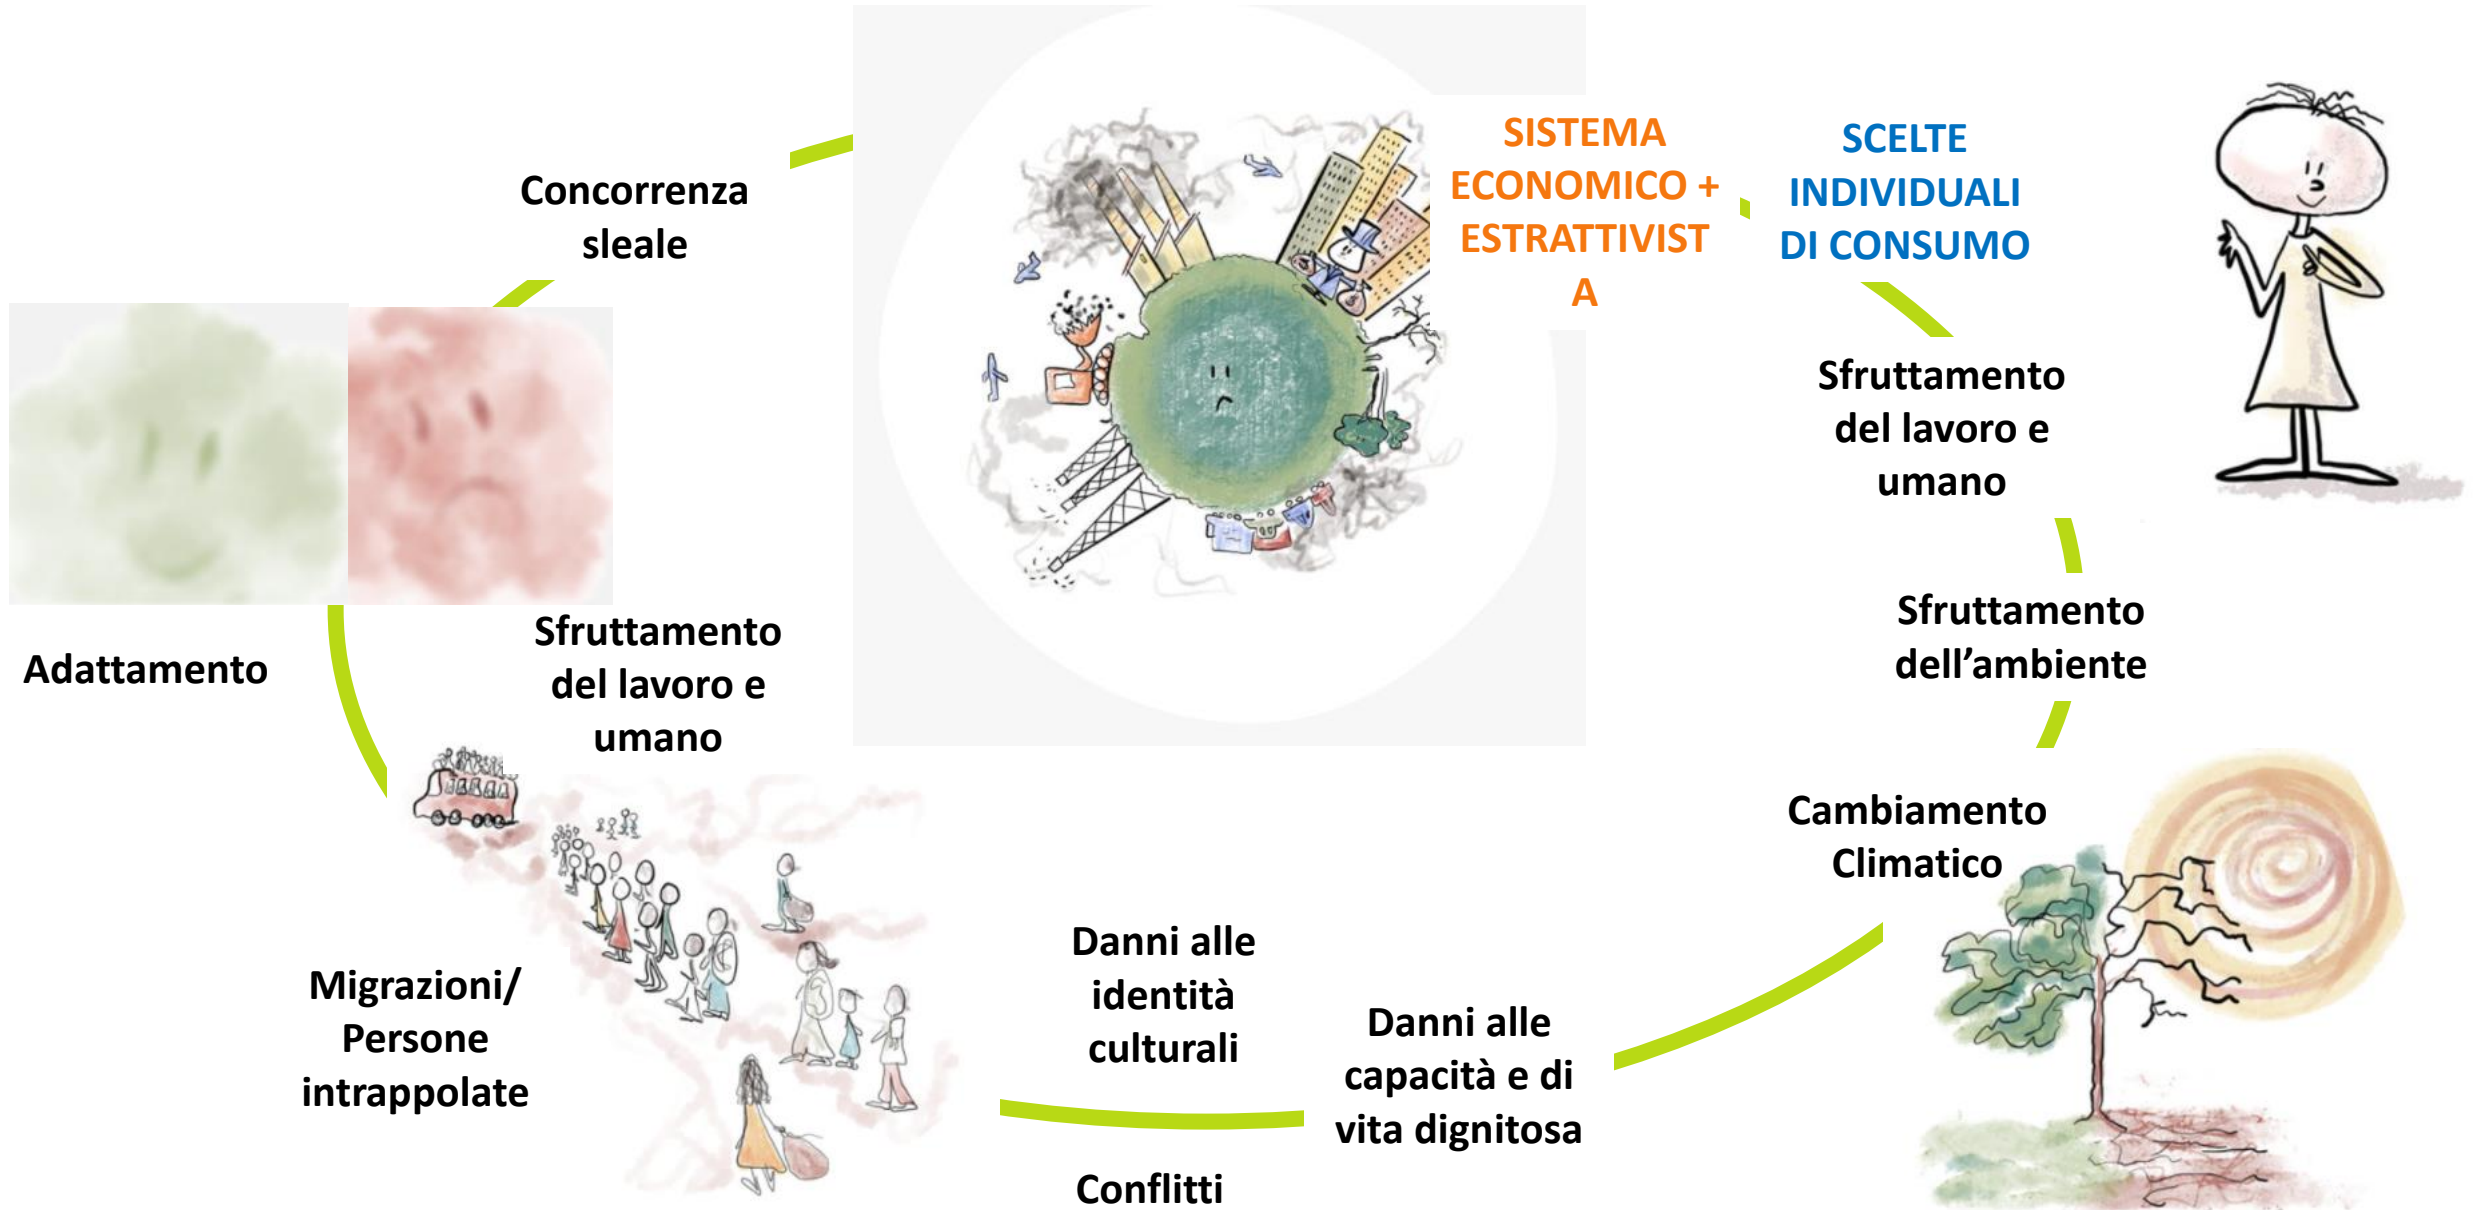 SISTEMA
ECONOMICO +
ESTRATTIVIST
A
SCELTE
INDIVIDUALI
DI CONSUMO
Sfruttamento
del lavoro e
umano
Sfruttamento
dell’ambiente
Cambiamento
Climatico
Danni alle
capacità e di
vita dignitosa
Danni alle
identità
culturali
Conflitti
Migrazioni/
Persone
intrappolate
Sfruttamento
del lavoro e
umano
Adattamento
Concorrenza
sleale